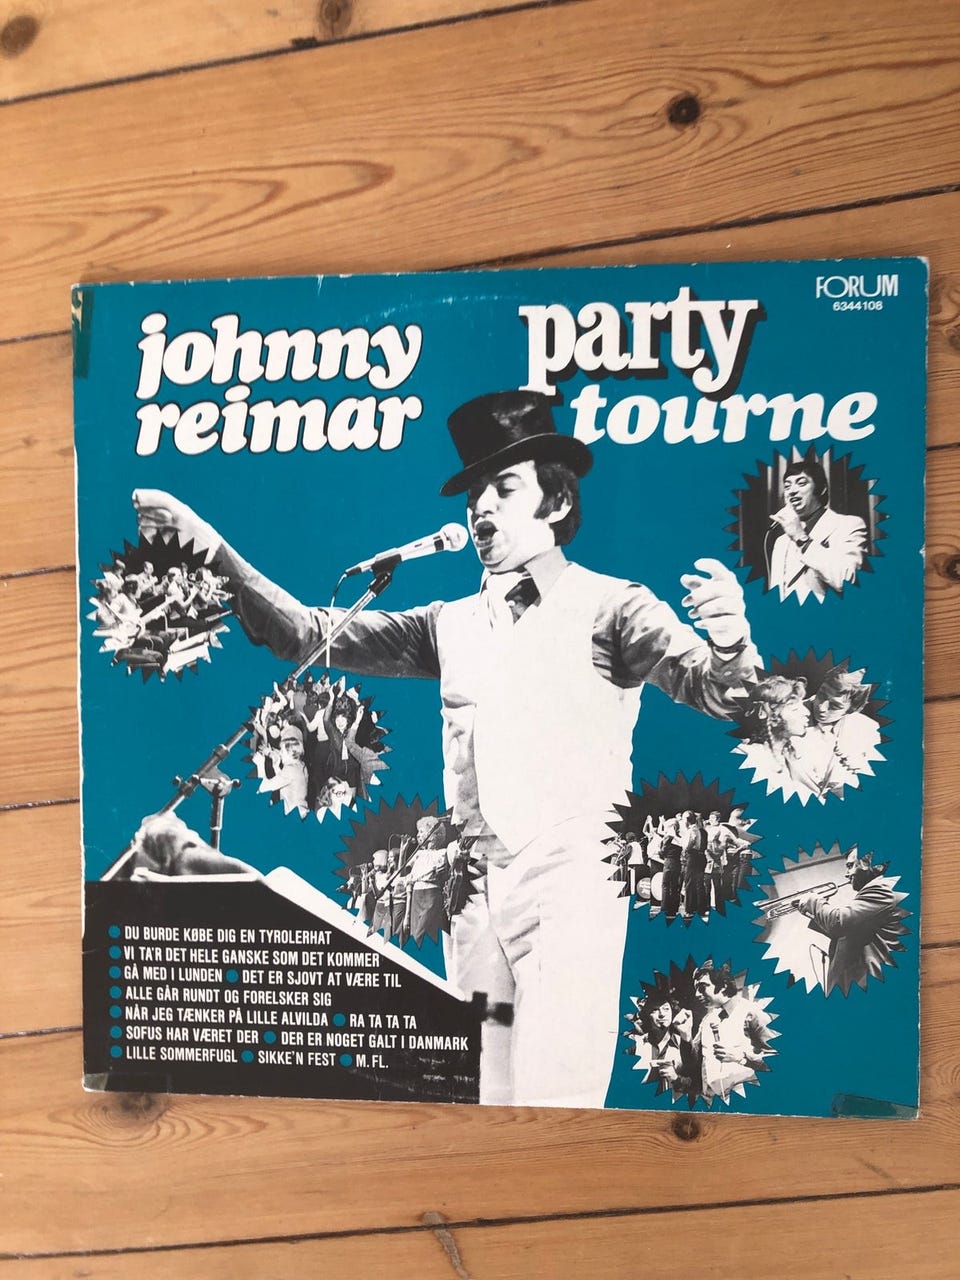 FORUM
6344108
johnny
reimar
party
tourne
● DU BURDE KØBE DIG EN TYROLERHAT
● VI TA'R DET HELE GANSKE SOM DET KOMMER
● GÅ MED I LUNDEN ● DET ER SJOVT AT VÆRE TIL
● ALLE GÅR RUNDT OG FORELSKER SIG
● NÅR JEG TÆNKER PÅ LILLE ALVILDA ● RA TA TA TA
● SOFUS HAR VÆRET DER ● DER ER NOGET GALT I DANMARK
● LILLE SOMMERFUGL ● SIKKE'N FEST ● M. FL.